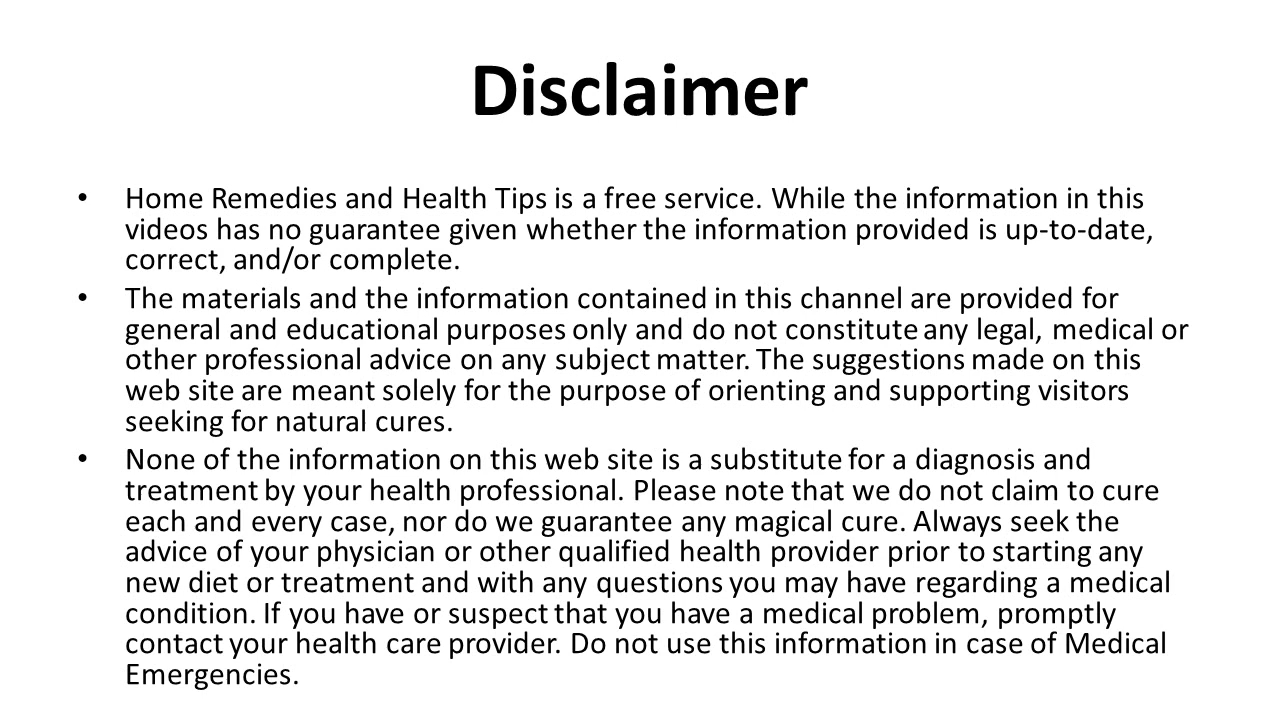 Disclaimer
• Home Remedies and Health Tips is a free service. While the information in this
videos has no guarantee given whether the information provided is up-to-date,
correct, and/or complete.
• The materials and the information contained in this channel are provided for
general and educational purposes only and do not constitute any legal, medical or
other professional advice on any subject matter. The suggestions made on this
web site are meant solely for the purpose of orienting and supporting visitors
seeking for natural cures.
• None of the information on this web site is a substitute for a diagnosis and
treatment by your health professional. Please note that we do not claim to cure
each and every case, nor do we guarantee any magical cure. Always seek the
advice of your physician or other qualified health provider prior to starting any
new diet or treatment and with any questions you may have regarding a medical
condition. If you have or suspect that you have a medical problem, promptly
contact your health care provider. Do not use this information in case of Medical
Emergencies.